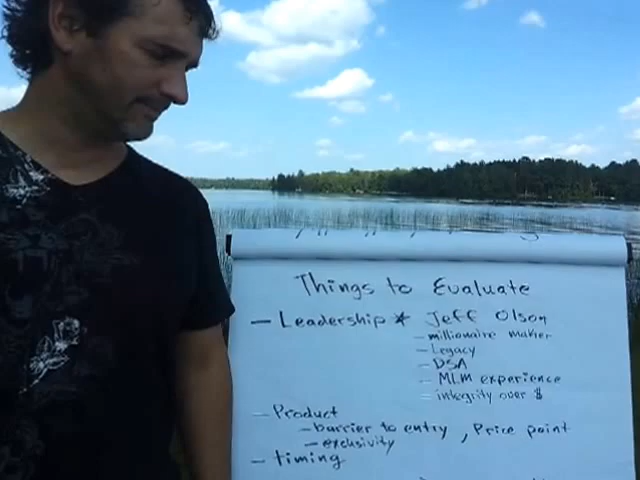 Things to Evaluate
- Leadership * Jeff Olson
- millionaire maker
- Legacy
- DSA
- MLM experience
- integrity over $
- Product
- barrier to entry, Price point
- exclusivity
- timing